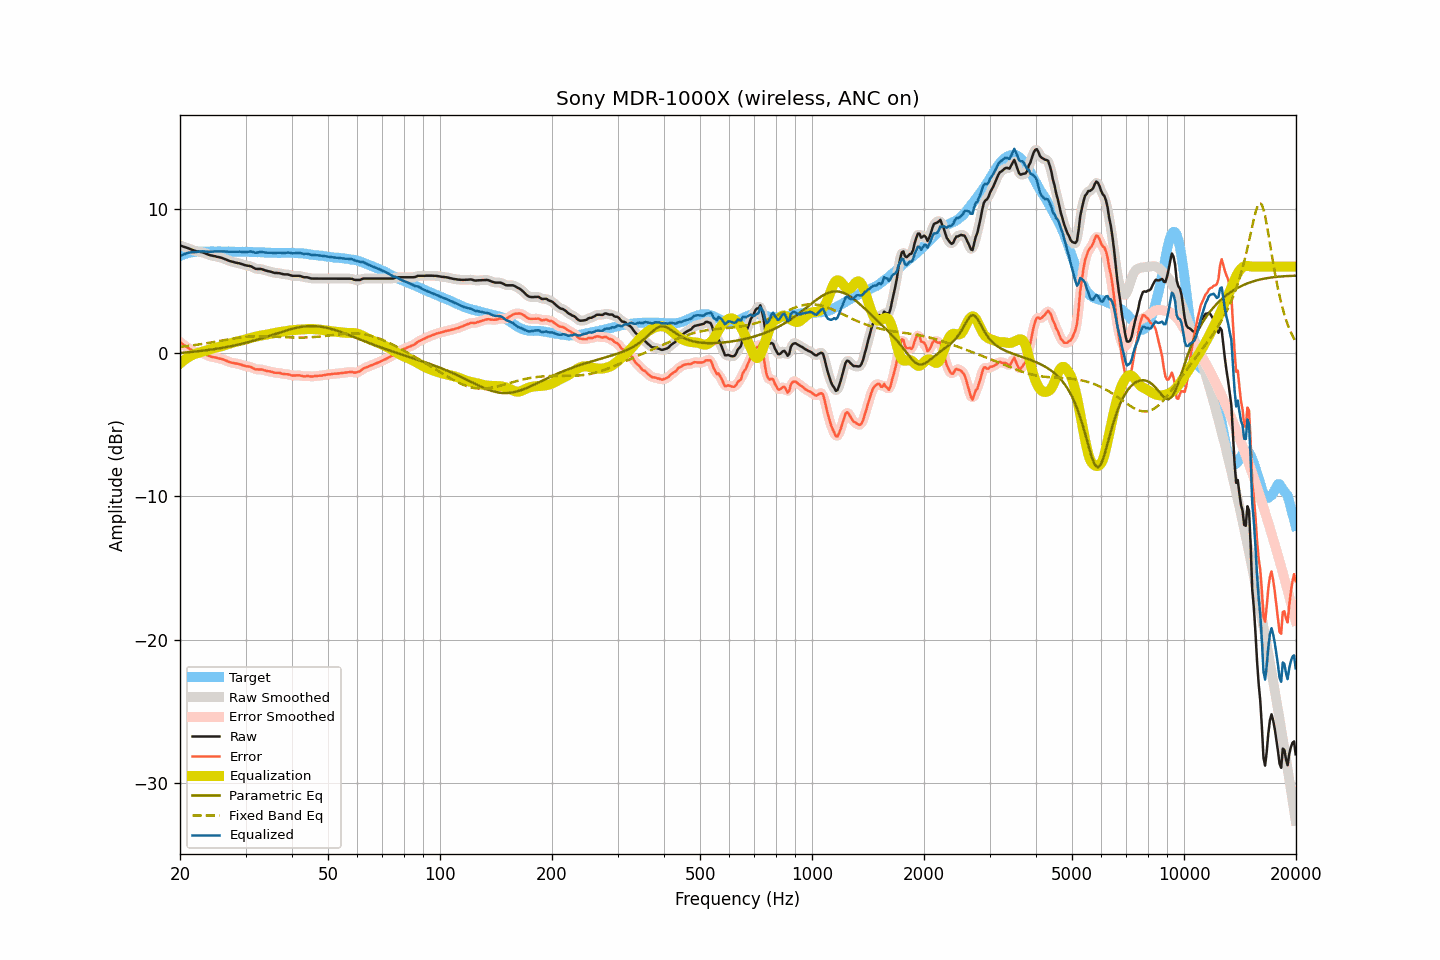 Sony MDR-1000X (wireless, ANC on)
10
0
−10
−20
−30
Amplitude (dBr)
Target
Raw Smoothed
Error Smoothed
Raw
Error
Equalization
Parametric Eq
Fixed Band Eq
Equalized
20 50 100 200 500 1000 2000 5000 10000 20000
Frequency (Hz)